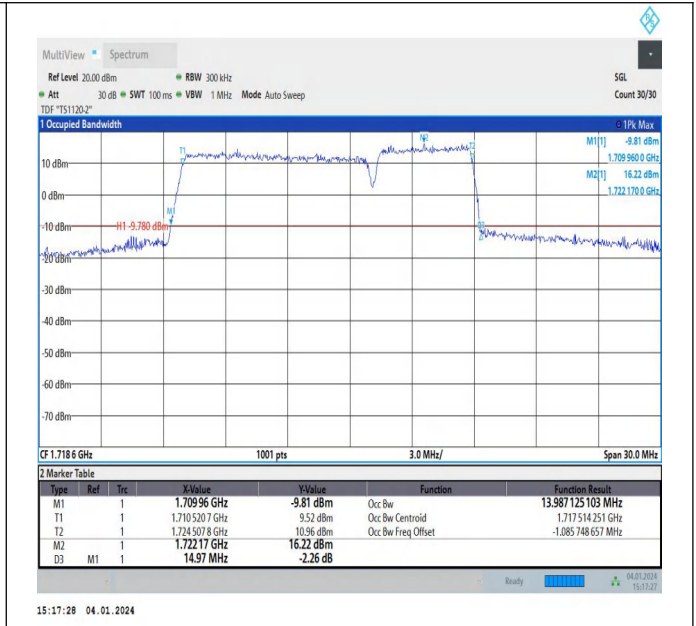 MultiView Spectrum
Ref Level 20.00 dBm RBW 300 kHz SGL
Att 30 dB SWT 100 ms VBW 1 MHz Mode Auto Sweep Count 30/30
TDF "TS1120-2"
1 Occupied Bandwidth 1Pk Max
M1[1] -9.81 dBm
1.709 960 0 GHz
M2[1] 16.22 dBm
1.722 170 0 GHz
M2
T1
T2
10 dBm
0 dBm
M1
-10 dBm H1 -9.780 dBm
D3
-20 dBm
-30 dBm
-40 dBm
-50 dBm
-60 dBm
-70 dBm
CF 1.718 6 GHz 1001 pts 3.0 MHz/ Span 30.0 MHz
2 Marker Table
Type Ref Trc X-Value Y-Value Function Function Result
M1 1 1.709 96 GHz -9.81 dBm Occ Bw 13.987 125 103 MHz
T1 1 1.710 520 7 GHz 9.52 dBm Occ Bw Centroid 1.717 514 251 GHz
T2 1 1.724 507 8 GHz 10.96 dBm Occ Bw Freq Offset -1.085 748 657 MHz
M2 1 1.722 17 GHz 16.22 dBm
D3 M1 1 14.97 MHz -2.26 dB
Ready 04.01.2024
15:17:27
15:17:28 04.01.2024